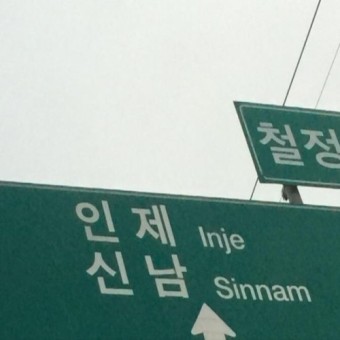 철정
인제 Inje
신남 Sinnam